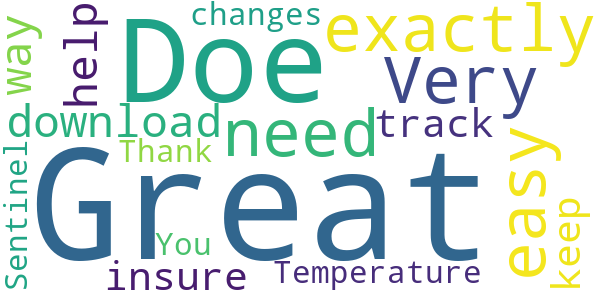 changes
exactly
Doe
help
way
Very
download
need
track
Thank
Sentinel
Great
easy
keep
You
insure
Temperature